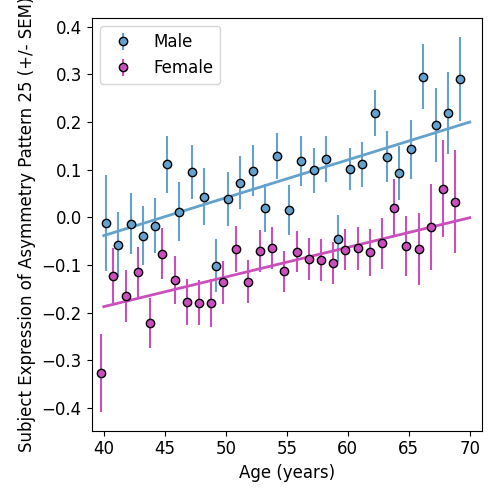 Male
Female
Subject Expression of Asymmetry Pattern 25 (+/- SEM)
0.4
0.3
0.2
0.1
0.0
−0.1
−0.2
−0.3
−0.4
40 45 50 55 60 65 70
Age (years)